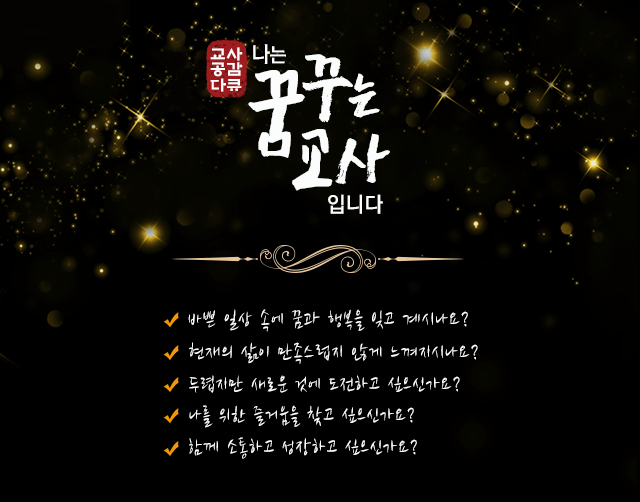 교사
공감
다큐
나는
꿈꾸는
교사
입니다
바쁜 일상 속에 꿈과 행복을 잊고 계시나요?
현재의 삶이 만족스럽지 않게 느껴지시나요?
두렵지만 새로운 것에 도전하고 싶으신가요?
나를 위한 즐거움을 찾고 싶으신가요?
함께 소통하고 성장하고 싶으신가요?